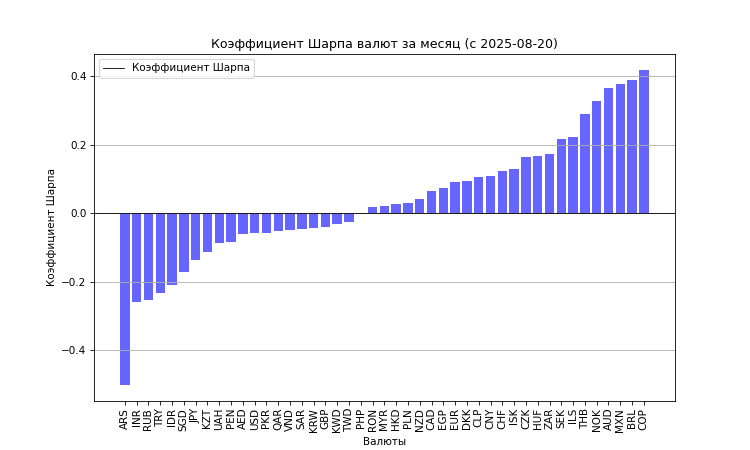 Коэффициент Шарпа валют за месяц (с 2025-08-20)
Коэффициент Шарпа
0.4
0.2
0.0
−0.2
−0.4
Коэффициент Шарпа
ARS INR RUB TRY IDR SGD JPY KZT UAH PEN AED USD PKR QAR VND SAR KRW GBP KWD TWD PHP RON MYR HKD PLN NZD CAD EGP EUR DKK CLP CNY CHF ISK CZK HUF ZAR SEK ILS THB NOK AUD MXN BRL COP
Валюты